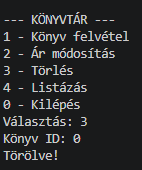 --- KÖNYVTÁR ---
1 - Könyv felvétel
2 - Ár módosítás
3 - Törlés
4 - Listázás
0 - Kilépés
Választás: 3
Könyv ID: 0
Törölve!